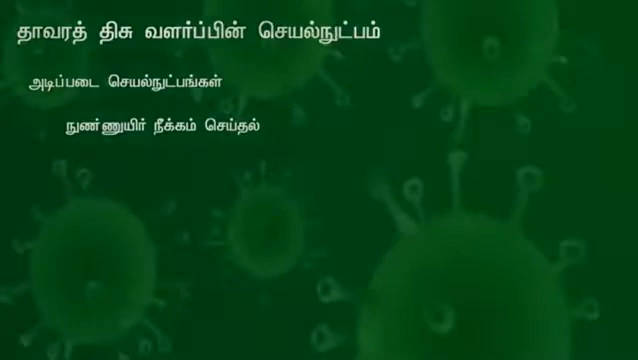 தாவரத் திசு வளர்ப்பின் செயல்நுட்பம்
அடிப்படை செயல்நுட்பங்கள்
நுண்ணுயிர் நீக்கம் செய்தல்